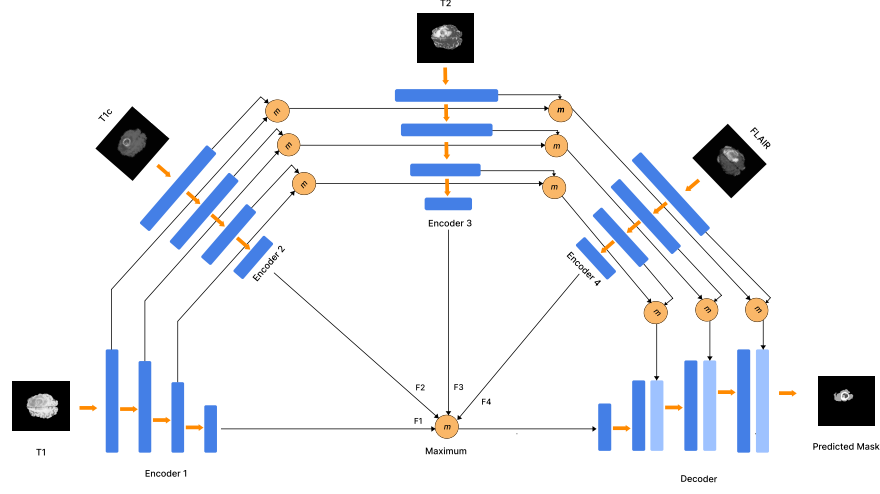 T2
T1c
FLAIR
m
m
m
m
m
m
Encoder 3
Encoder 2
Encoder 4
m
m
m
F2
F3
F4
F1
m
Maximum
T1
Encoder 1
Decoder
Predicted Mask